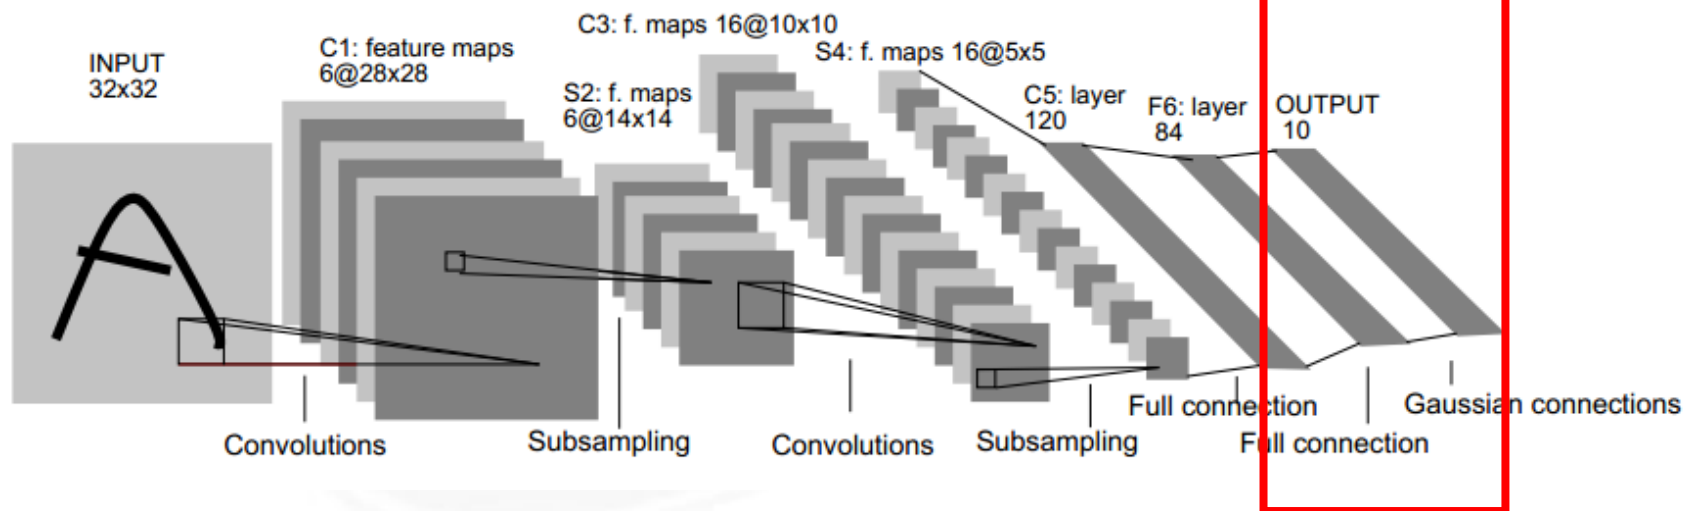 INPUT
32x32
C1: feature maps
6@28x28
S2: f. maps
6@14x14
C3: f. maps 16@10x10
S4: f. maps 16@5x5
C5: layer
120
F6: layer
84
OUTPUT
10
Convolutions
Subsampling
Convolutions
Subsampling
Full connection
Full connection
Gaussian connections